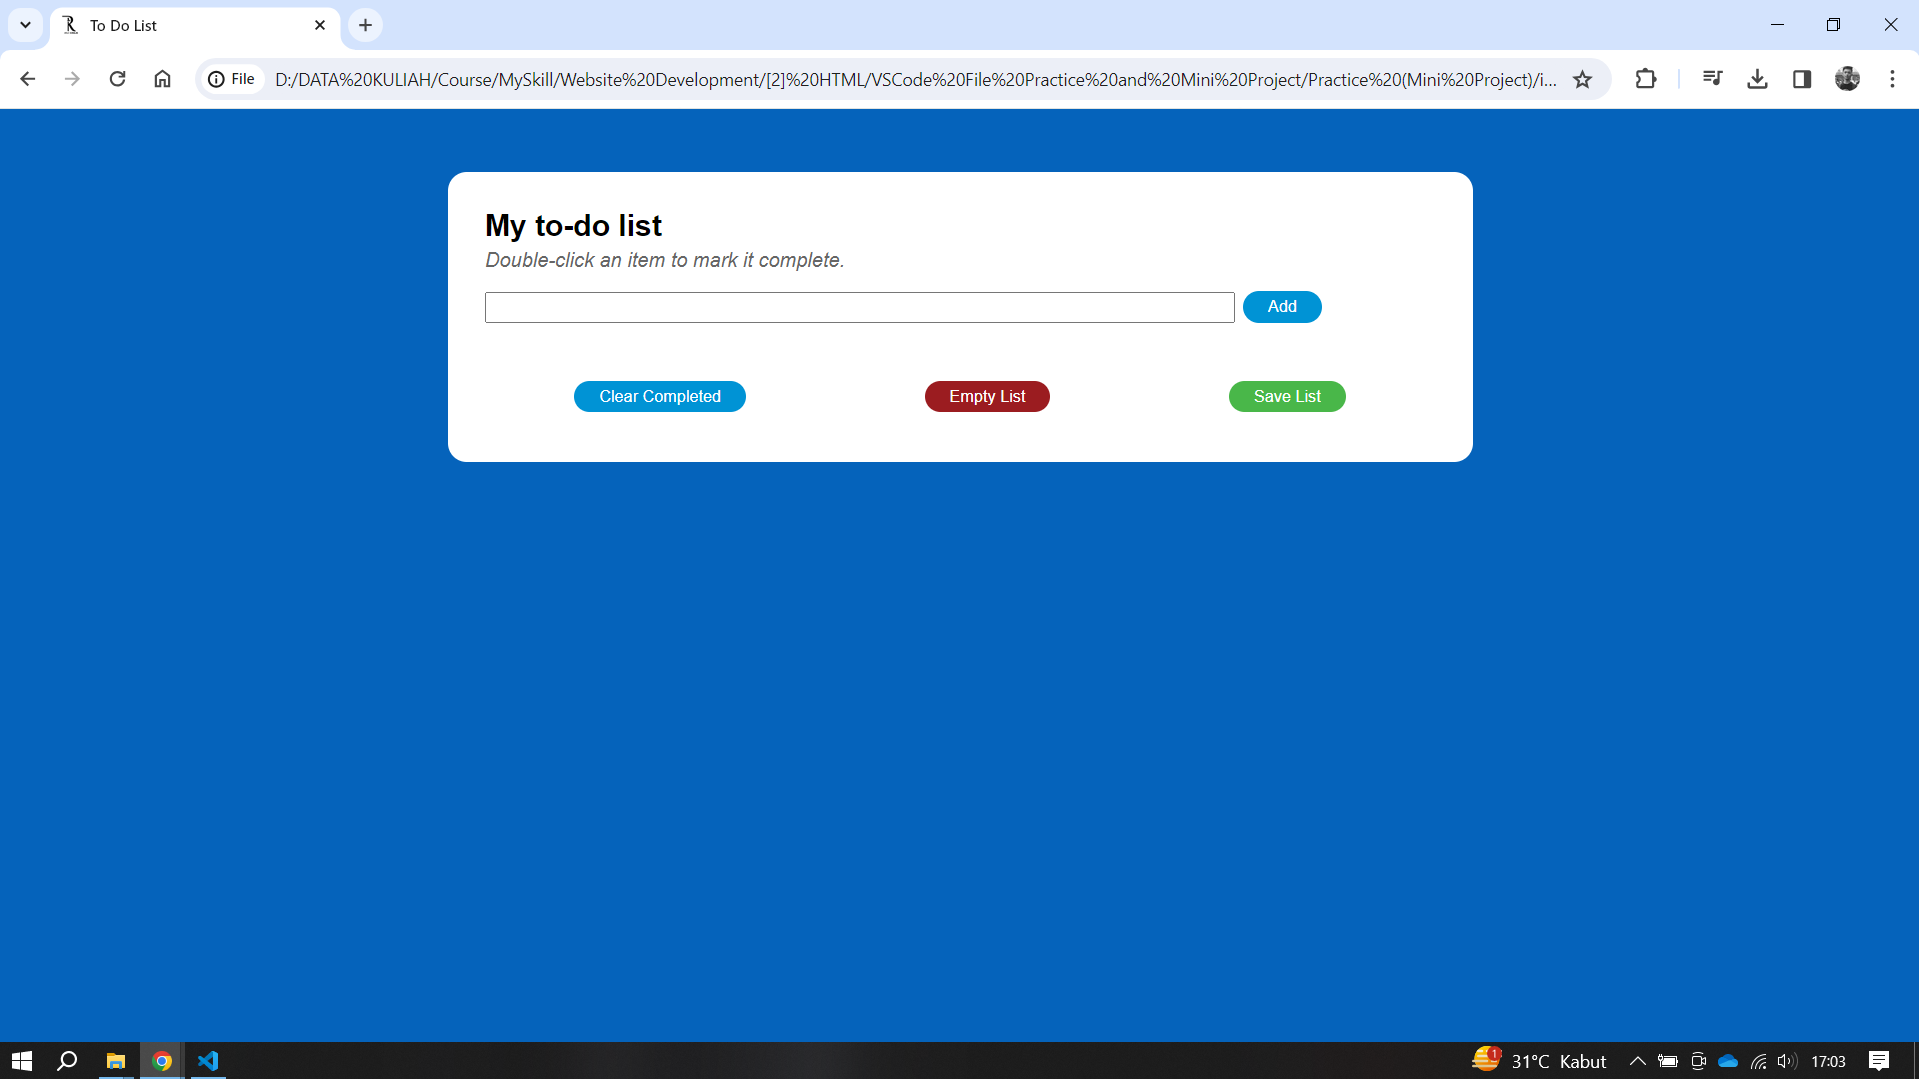 To Do List
File D:/DATA%20KULIAH/Course/MySkill/Website%20Development/[2]%20HTML/VSCode%20File%20Practice%20and%20Mini%20Project/Practice%20(Mini%20Project)/i...
My to-do list
Double-click an item to mark it complete.
Add
Clear Completed Empty List Save List
1 31°C Kabut 17:03